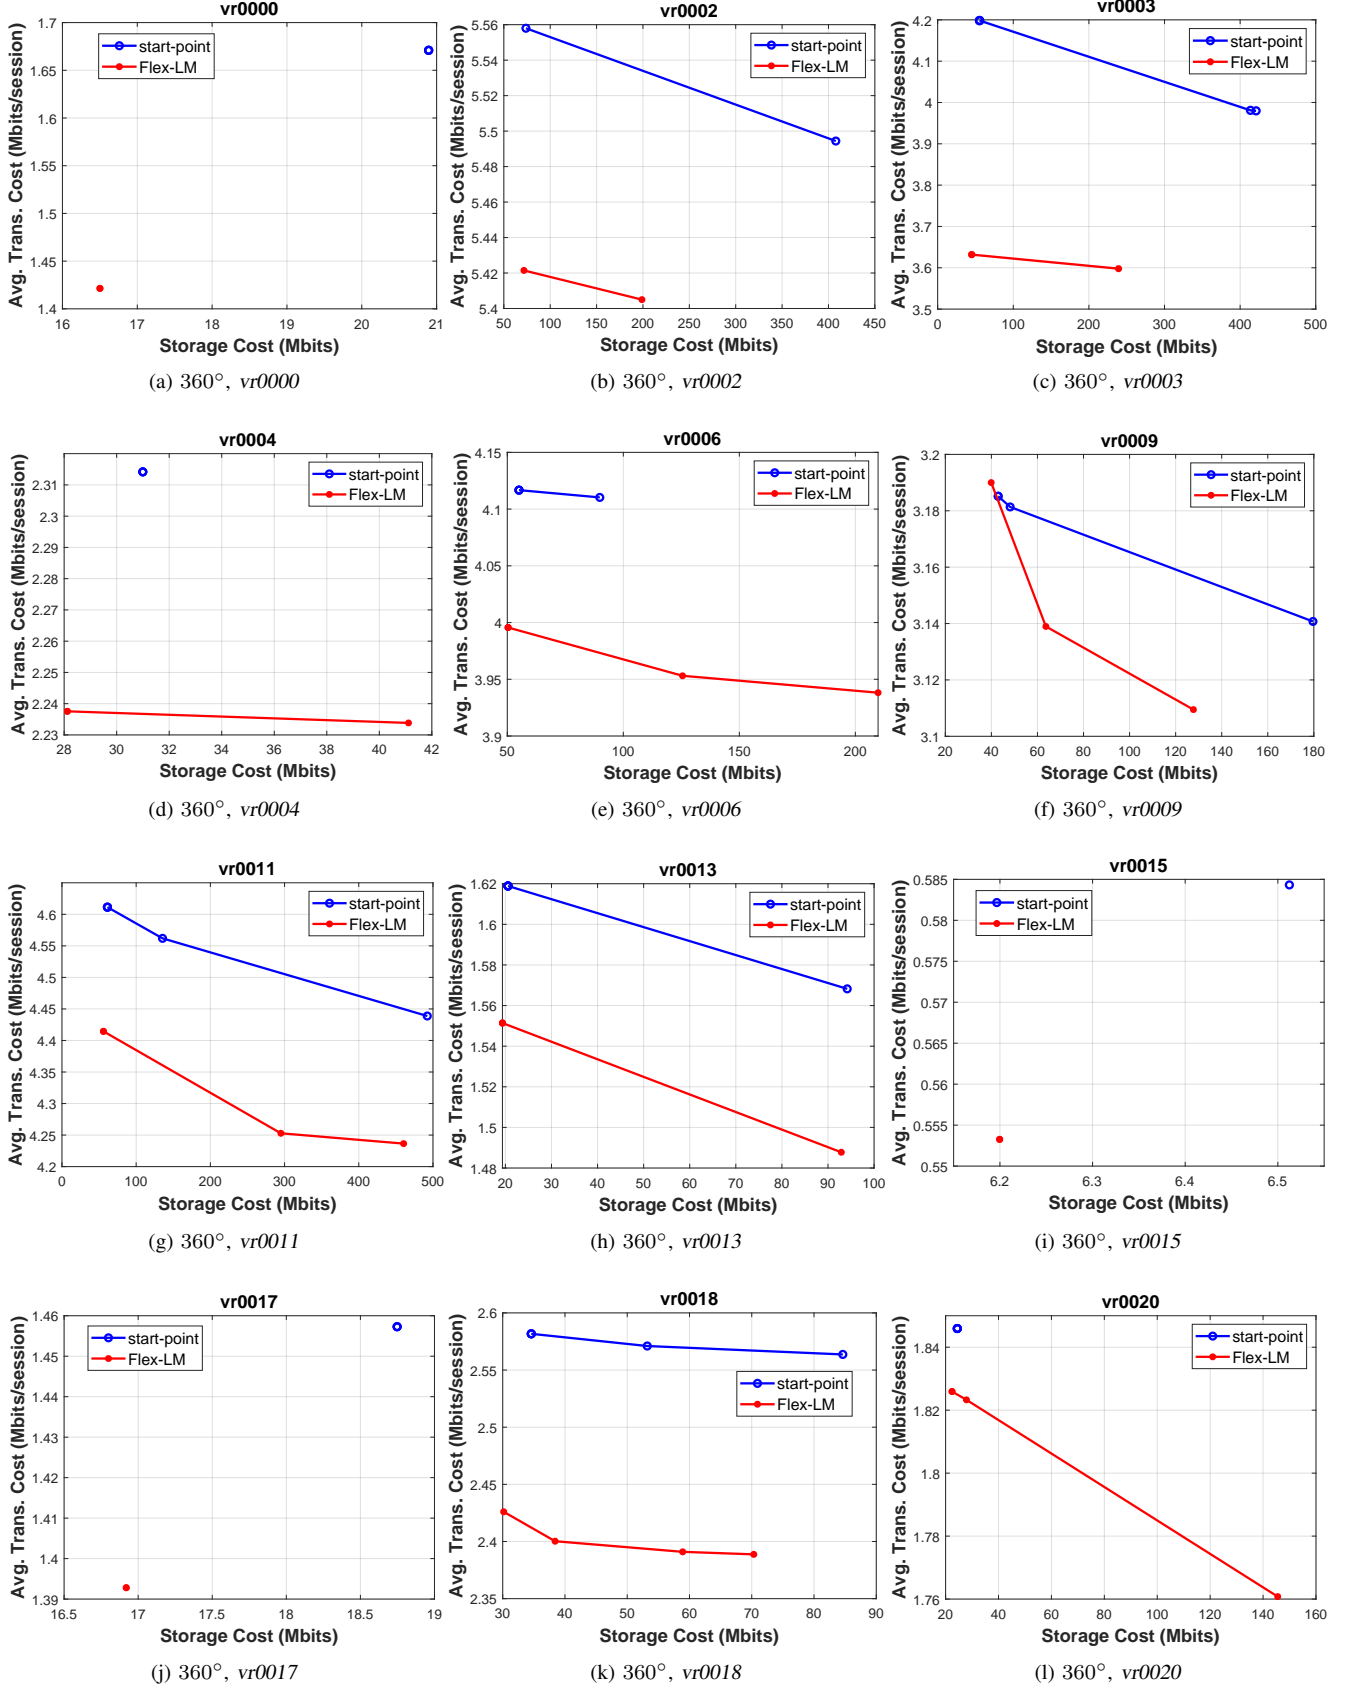 vr0000
Avg. Trans. Cost (Mbits/session)
1.7
1.65
1.6
1.55
1.5
1.45
1.4
start-point
Flex-LM
16 17 18 19 20 21
Storage Cost (Mbits)
(a) 360°, vr0000
vr0002
Avg. Trans. Cost (Mbits/session)
5.56
5.54
5.52
5.5
5.48
5.46
5.44
5.42
5.4
start-point
Flex-LM
50 100 150 200 250 300 350 400 450
Storage Cost (Mbits)
(b) 360°, vr0002
vr0003
Avg. Trans. Cost (Mbits/session)
4.2
4.1
4
3.9
3.8
3.7
3.6
3.5
start-point
Flex-LM
0 100 200 300 400 500
Storage Cost (Mbits)
(c) 360°, vr0003
vr0004
Avg. Trans. Cost (Mbits/session)
2.31
2.3
2.29
2.28
2.27
2.26
2.25
2.24
2.23
start-point
Flex-LM
28 30 32 34 36 38 40 42
Storage Cost (Mbits)
(d) 360°, vr0004
vr0006
Avg. Trans. Cost (Mbits/session)
4.15
4.1
4.05
4
3.95
3.9
start-point
Flex-LM
50 100 150 200
Storage Cost (Mbits)
(e) 360°, vr0006
vr0009
Avg. Trans. Cost (Mbits/session)
3.2
3.18
3.16
3.14
3.12
3.1
start-point
Flex-LM
20 40 60 80 100 120 140 160 180
Storage Cost (Mbits)
(f) 360°, vr0009
vr0011
Avg. Trans. Cost (Mbits/session)
4.6
4.55
4.5
4.45
4.4
4.35
4.3
4.25
4.2
start-point
Flex-LM
0 100 200 300 400 500
Storage Cost (Mbits)
(g) 360°, vr0011
vr0013
Avg. Trans. Cost (Mbits/session)
1.62
1.6
1.58
1.56
1.54
1.52
1.5
1.48
start-point
Flex-LM
20 30 40 50 60 70 80 90 100
Storage Cost (Mbits)
(h) 360°, vr0013
vr0015
Avg. Trans. Cost (Mbits/session)
0.585
0.58
0.575
0.57
0.565
0.56
0.555
0.55
start-point
Flex-LM
6.2 6.3 6.4 6.5
Storage Cost (Mbits)
(i) 360°, vr0015
vr0017
Avg. Trans. Cost (Mbits/session)
1.46
1.45
1.44
1.43
1.42
1.41
1.4
1.39
start-point
Flex-LM
16.5 17 17.5 18 18.5 19
Storage Cost (Mbits)
(j) 360°, vr0017
vr0018
Avg. Trans. Cost (Mbits/session)
2.6
2.55
2.5
2.45
2.4
2.35
start-point
Flex-LM
30 40 50 60 70 80 90
Storage Cost (Mbits)
(k) 360°, vr0018
vr0020
Avg. Trans. Cost (Mbits/session)
1.84
1.82
1.8
1.78
1.76
start-point
Flex-LM
20 40 60 80 100 120 140 160
Storage Cost (Mbits)
(l) 360°, vr0020